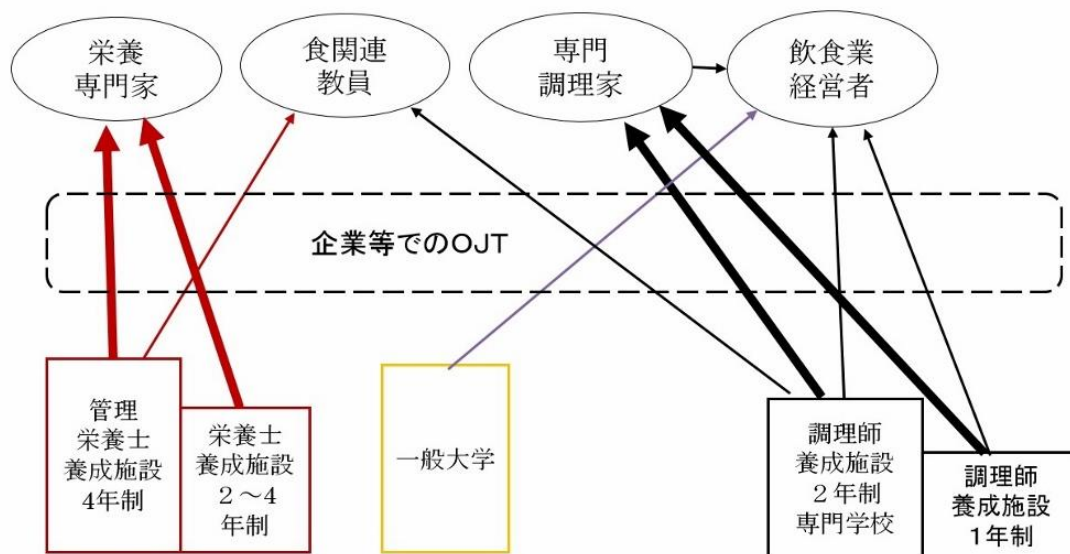 栄養
専門家
食関連
教員
専門
調理家
飲食業
経営者
企業等でのOJT
管理
栄養士
養成施設
4年制
栄養士
養成施設
２～４
年制
一般大学
調理師
養成施設
２年制
専門学校
調理師
養成施設
1年制